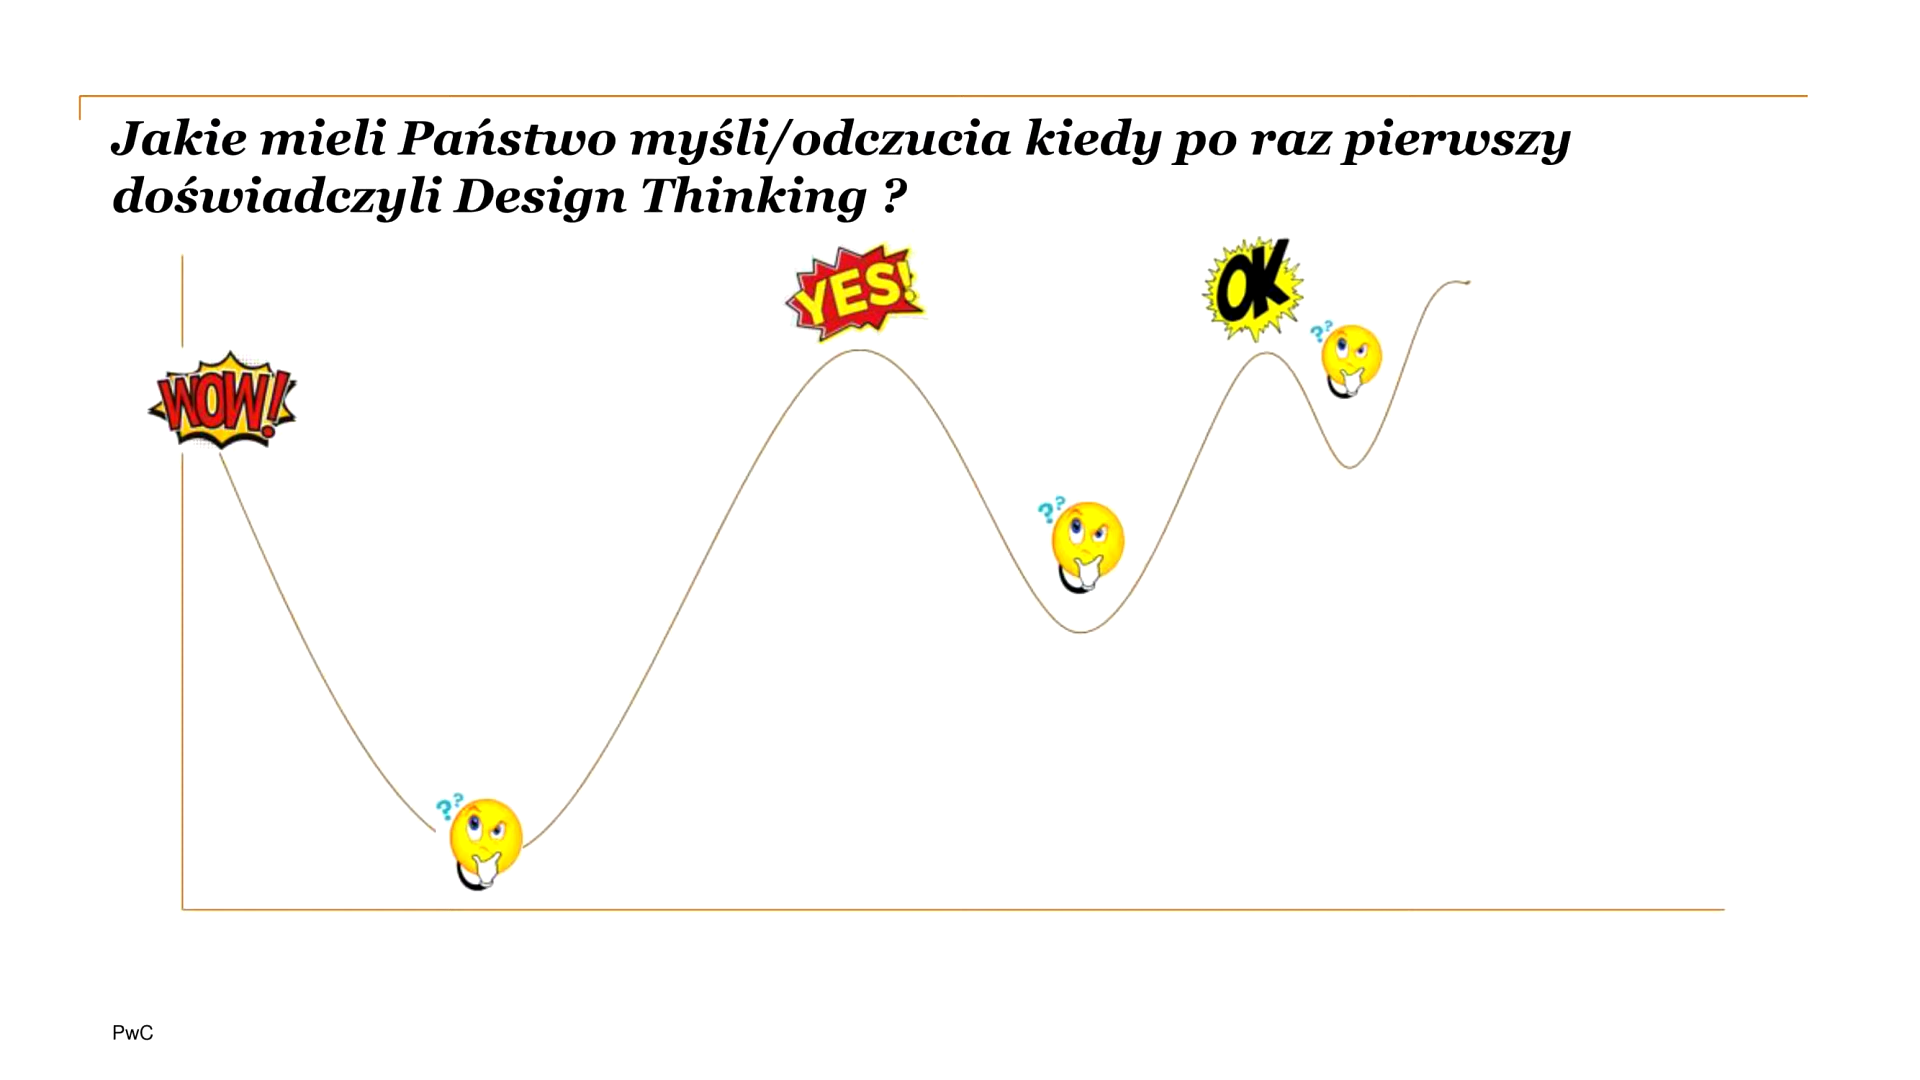 Jakie mieli Państwo myśli/odczucia kiedy po raz pierwszy
doświadczyli Design Thinking ?
YES!
OK
??
WOW!
??
??
PwC